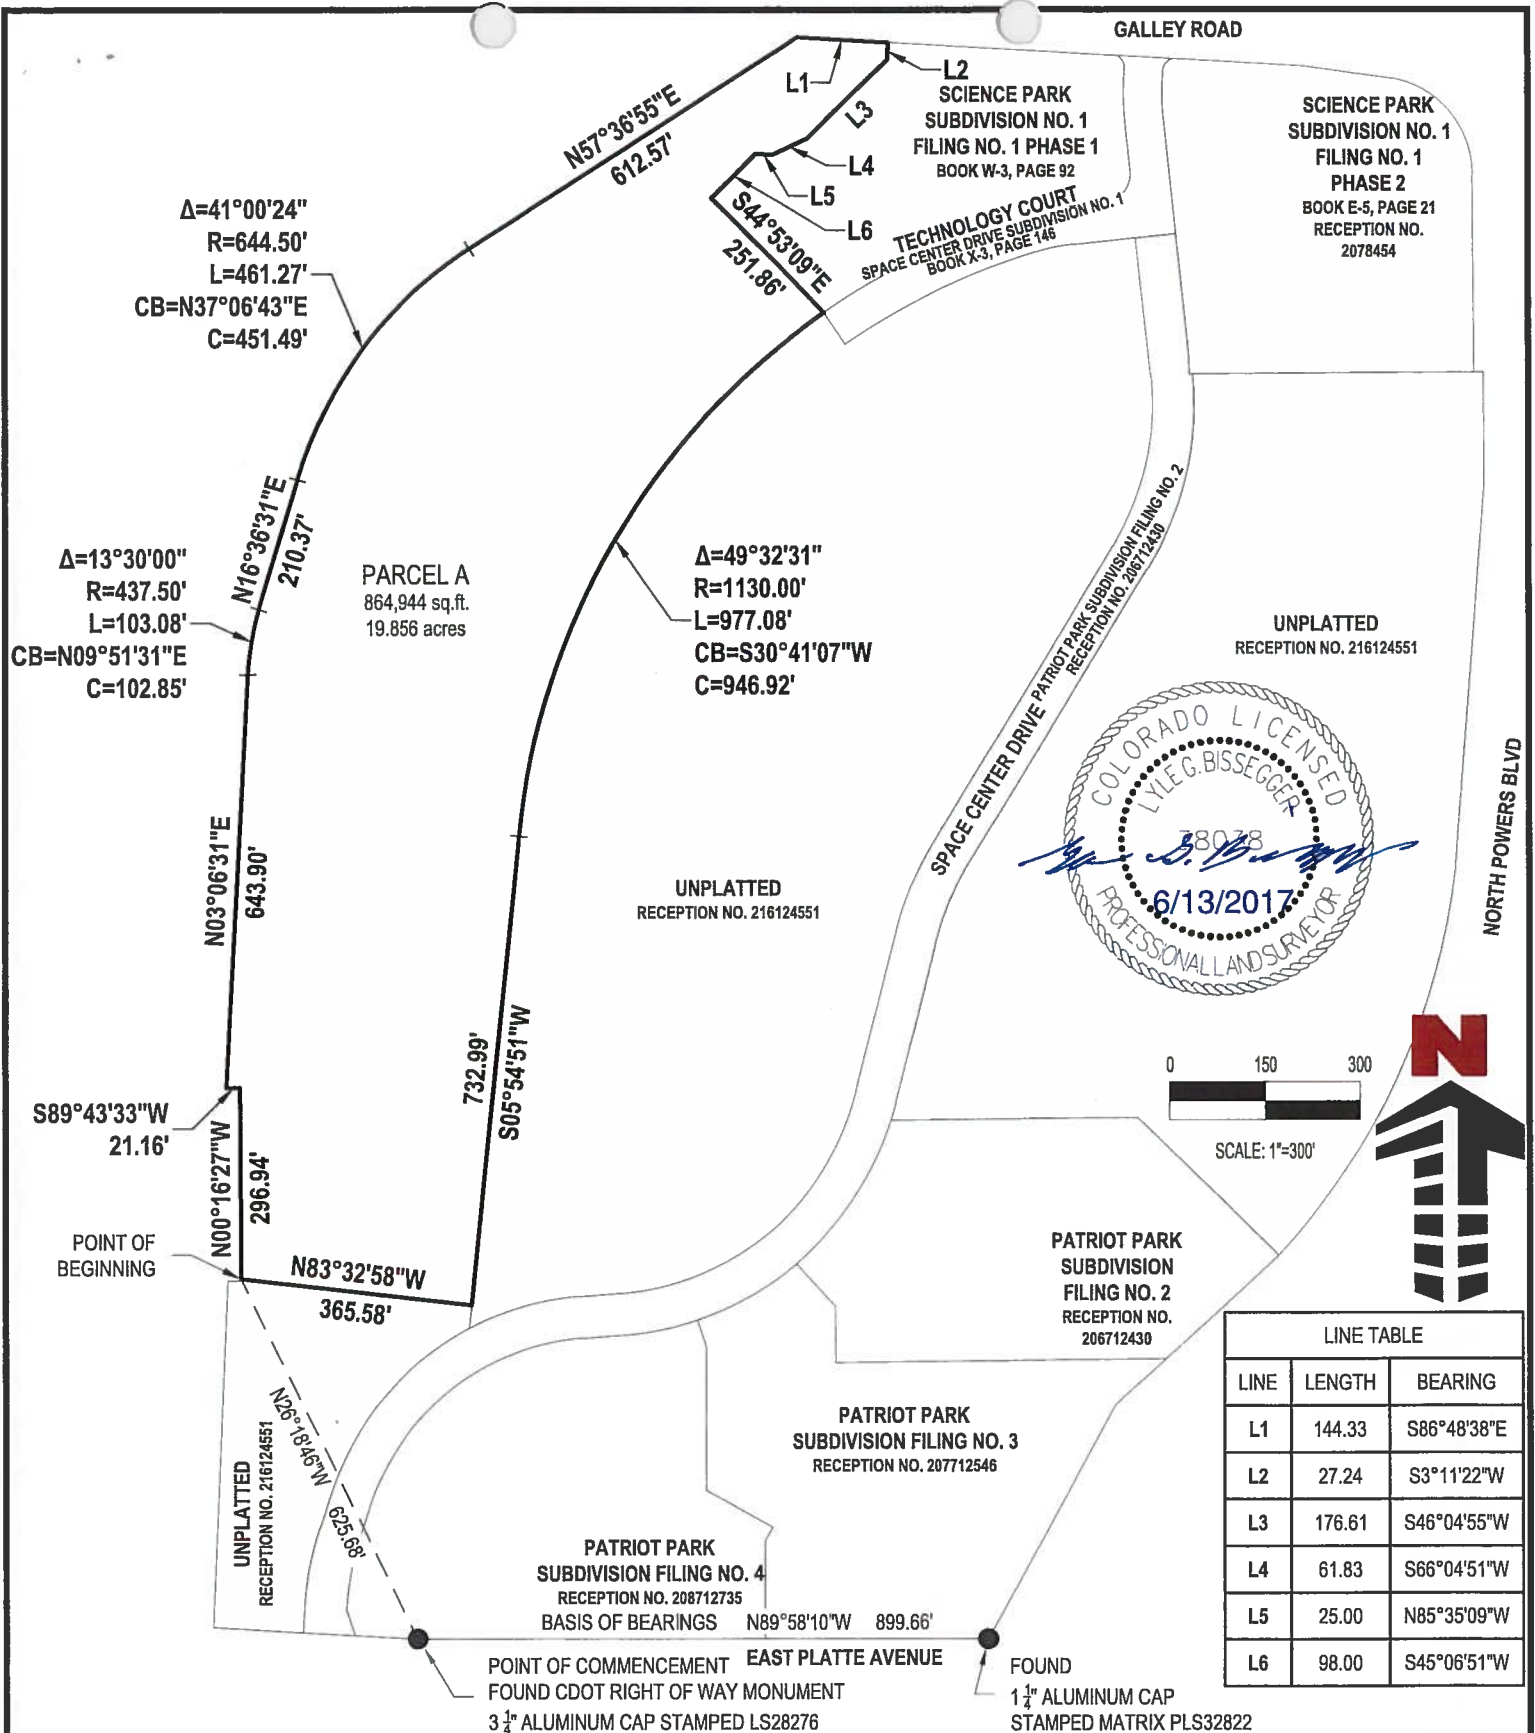 GALLEY ROAD
L1
L2
L3
L4
L5
L6
SCIENCE PARK
SUBDIVISION NO. 1
FILING NO. 1 PHASE 1
BOOK W-3, PAGE 92
SCIENCE PARK
SUBDIVISION NO. 1
FILING NO. 1
PHASE 2
BOOK E-5, PAGE 21
RECEPTION NO.
2078454
N57°36'55"E
612.57'
S44°53'09"E
251.86'
TECHNOLOGY COURT
SPACE CENTER DRIVE SUBDIVISION NO. 1
BOOK X-3, PAGE 146
Δ=41°00'24"
R=644.50'
L=461.27'
CB=N37°06'43"E
C=451.49'
N16°36'31"E
210.37'
Δ=13°30'00"
R=437.50'
L=103.08'
CB=N09°51'31"E
C=102.85'
PARCEL A
864,944 sq.ft.
19.856 acres
Δ=49°32'31"
R=1130.00'
L=977.08'
CB=S30°41'07"W
C=946.92'
SPACE CENTER DRIVE PATRIOT PARK SUBDIVISION FILING NO. 2
RECEPTION NO. 206712430
UNPLATTED
RECEPTION NO. 216124551
COLORADO LICENSED
LYLE G. BISSEGGER
38038
6/13/2017
PROFESSIONAL LAND SURVEYOR
NORTH POWERS BLVD
N03°06'31"E
643.90'
UNPLATTED
RECEPTION NO. 216124551
732.99'
S05°54'51"W
S89°43'33"W
21.16'
N00°16'27"W
296.94'
POINT OF
BEGINNING
N83°32'58"W
365.58'
0 150 300
SCALE: 1"=300'
N
PATRIOT PARK
SUBDIVISION
FILING NO. 2
RECEPTION NO.
206712430
N26°18'46"W 625.68'
UNPLATTED
RECEPTION NO. 216124551
PATRIOT PARK
SUBDIVISION FILING NO. 3
RECEPTION NO. 207712546
PATRIOT PARK
SUBDIVISION FILING NO. 4
RECEPTION NO. 208712735
BASIS OF BEARINGS N89°58'10"W 899.66'
EAST PLATTE AVENUE
POINT OF COMMENCEMENT
FOUND CDOT RIGHT OF WAY MONUMENT
3 1/4" ALUMINUM CAP STAMPED LS28276
FOUND
1 1/4" ALUMINUM CAP
STAMPED MATRIX PLS32822
LINE TABLE
LINE LENGTH BEARING
L1 144.33 S86°48'38"E
L2 27.24 S3°11'22"W
L3 176.61 S46°04'55"W
L4 61.83 S66°04'51"W
L5 25.00 N85°35'09"W
L6 98.00 S45°06'51"W